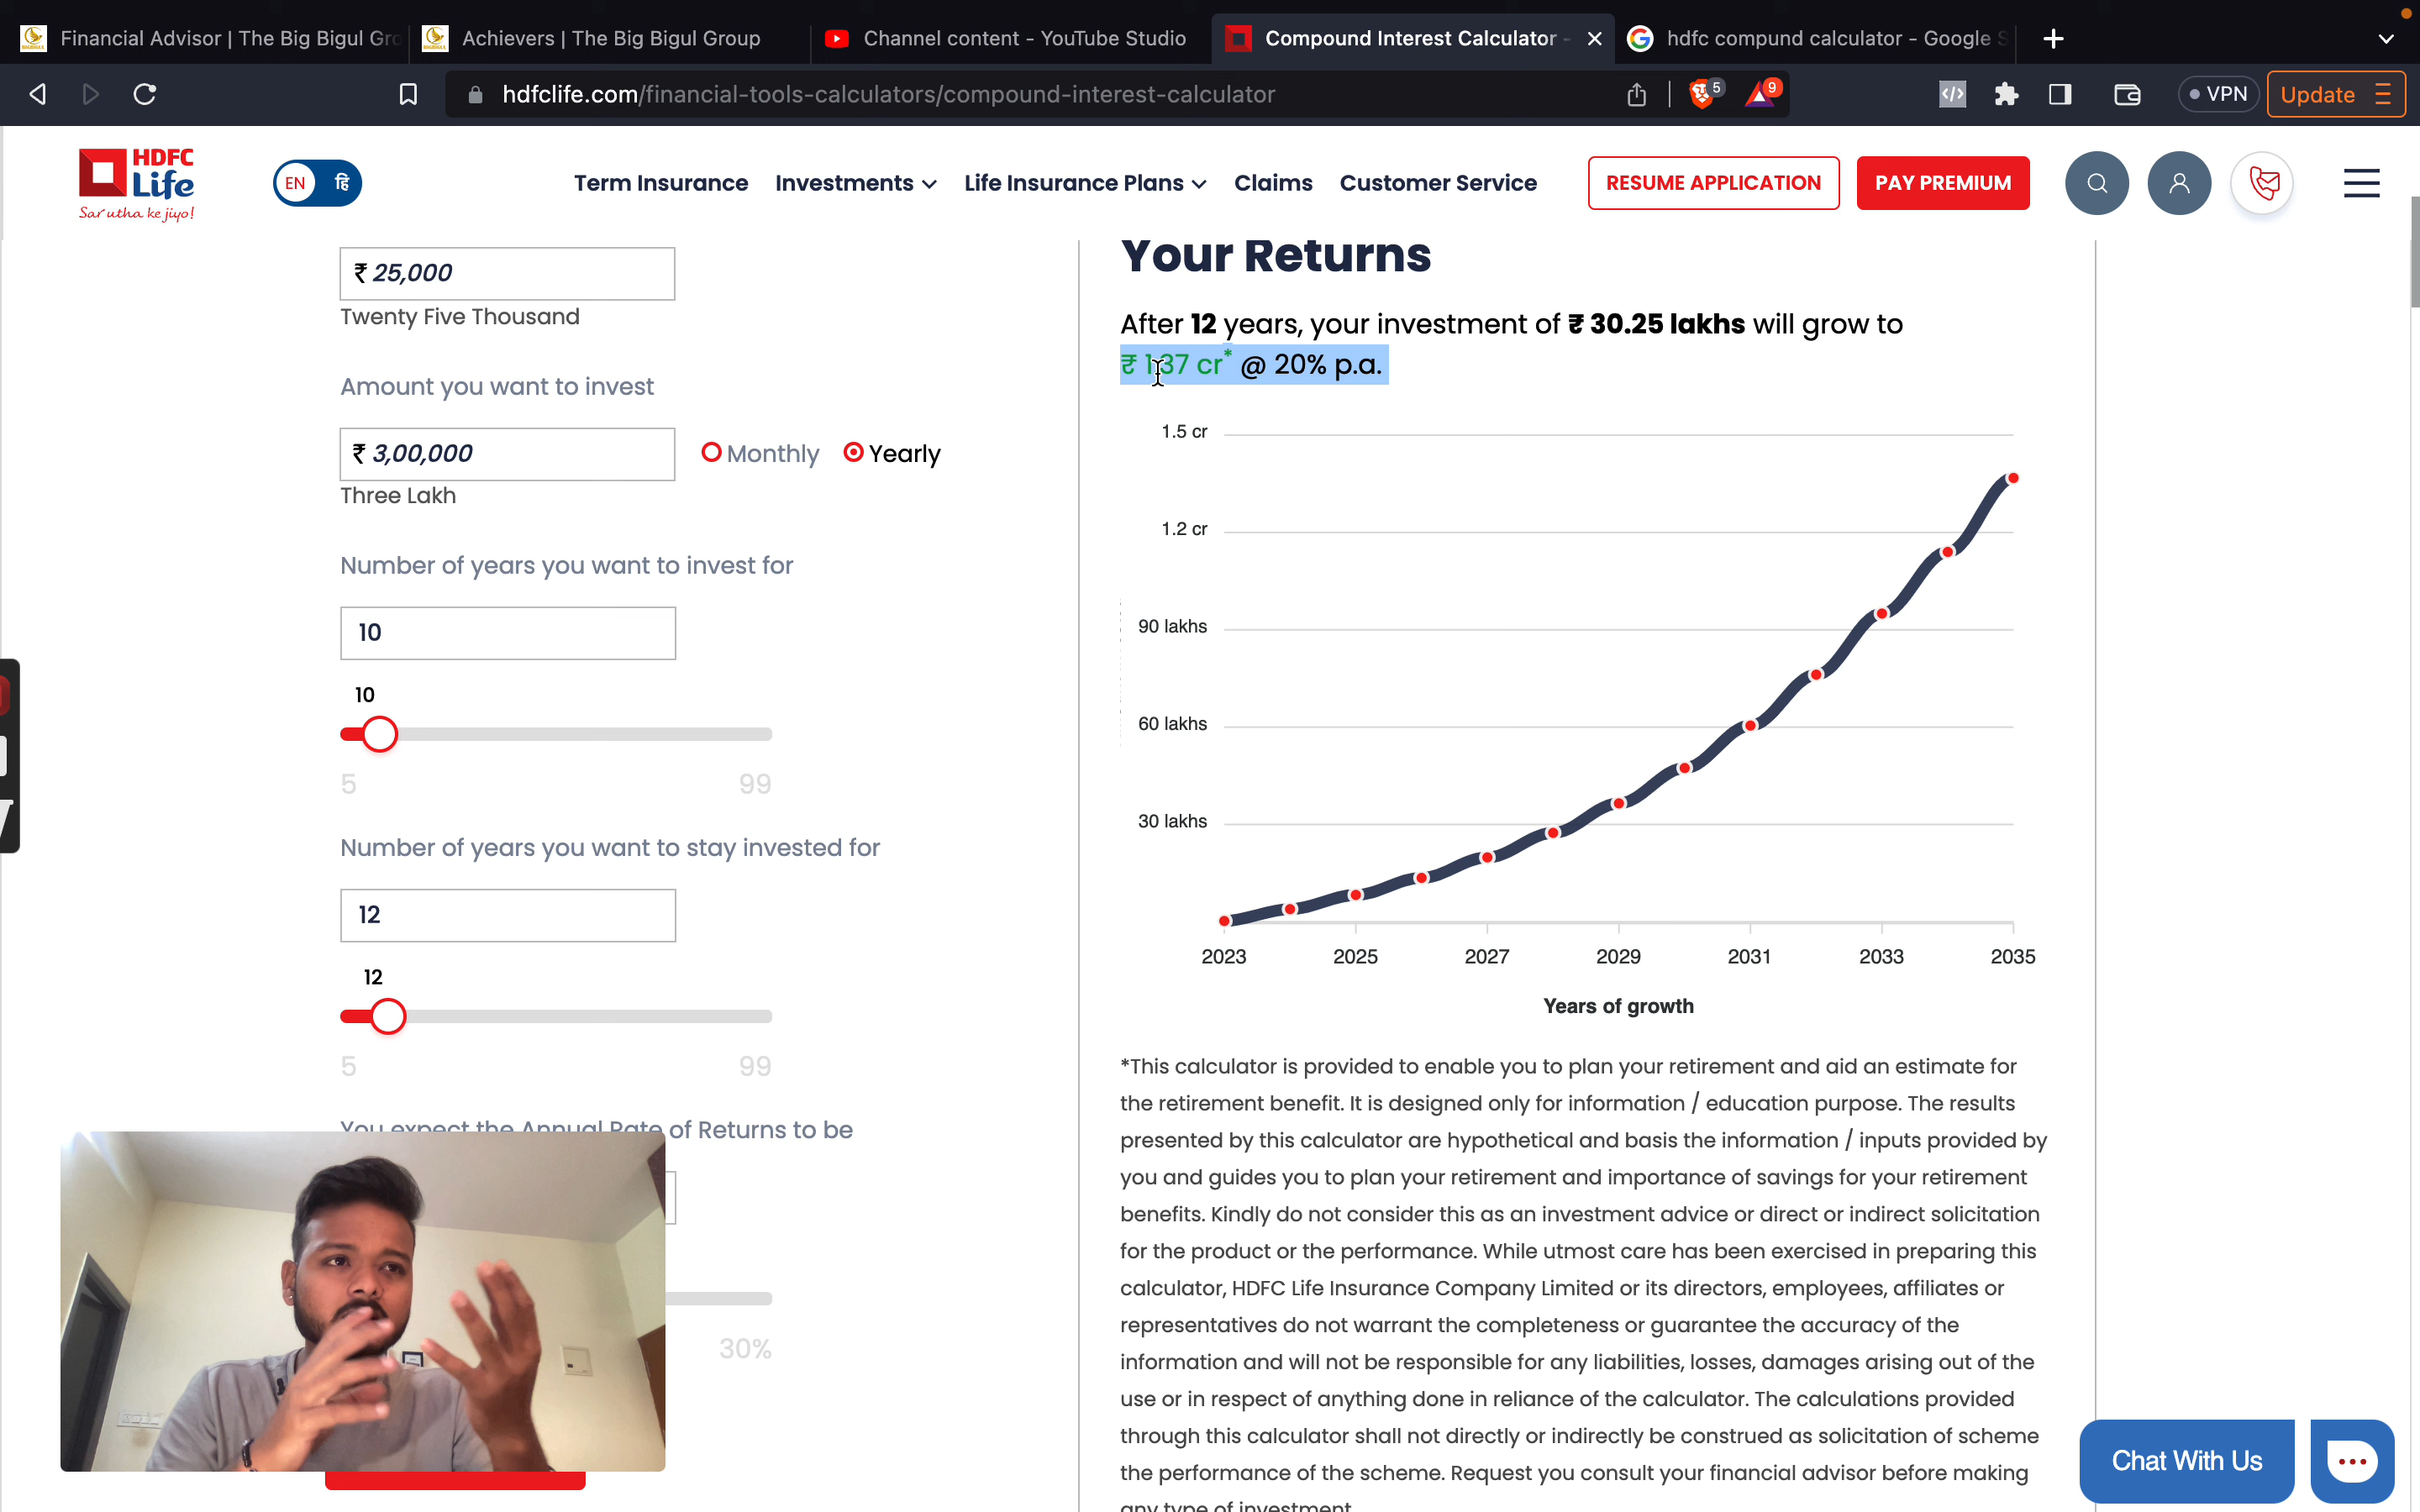 Financial Advisor | The Big Bigul Gro
Achievers | The Big Bigul Group
Channel content - YouTube Studio
Compound Interest Calculator -
hdfc compund calculator - Google S
hdfclife.com/financial-tools-calculators/compound-interest-calculator
5
9
VPN
Update
HDFC
Life
Sar utha ke jiyo!
EN
हि
Term Insurance
Investments
Life Insurance Plans
Claims
Customer Service
RESUME APPLICATION
PAY PREMIUM
₹ 25,000
Twenty Five Thousand
Amount you want to invest
₹ 3,00,000
Monthly
Yearly
Three Lakh
Number of years you want to invest for
10
10
5
99
Number of years you want to stay invested for
12
12
5
99
You expect the Annual Rate of Returns to be
30%
Your Returns
After 12 years, your investment of ₹ 30.25 lakhs will grow to
₹ 1.37 cr* @ 20% p.a.
1.5 cr
1.2 cr
90 lakhs
60 lakhs
30 lakhs
2023
2025
2027
2029
2031
2033
2035
Years of growth
*This calculator is provided to enable you to plan your retirement and aid an estimate for
the retirement benefit. It is designed only for information / education purpose. The results
presented by this calculator are hypothetical and basis the information / inputs provided by
you and guides you to plan your retirement and importance of savings for your retirement
benefits. Kindly do not consider this as an investment advice or direct or indirect solicitation
for the product or the performance. While utmost care has been exercised in preparing this
calculator, HDFC Life Insurance Company Limited or its directors, employees, affiliates or
representatives do not warrant the completeness or guarantee the accuracy of the
information and will not be responsible for any liabilities, losses, damages arising out of the
use or in respect of anything done in reliance of the calculator. The calculations provided
through this calculator shall not directly or indirectly be construed as solicitation of scheme
the performance of the scheme. Request you consult your financial advisor before making
any type of investment.
Chat With Us